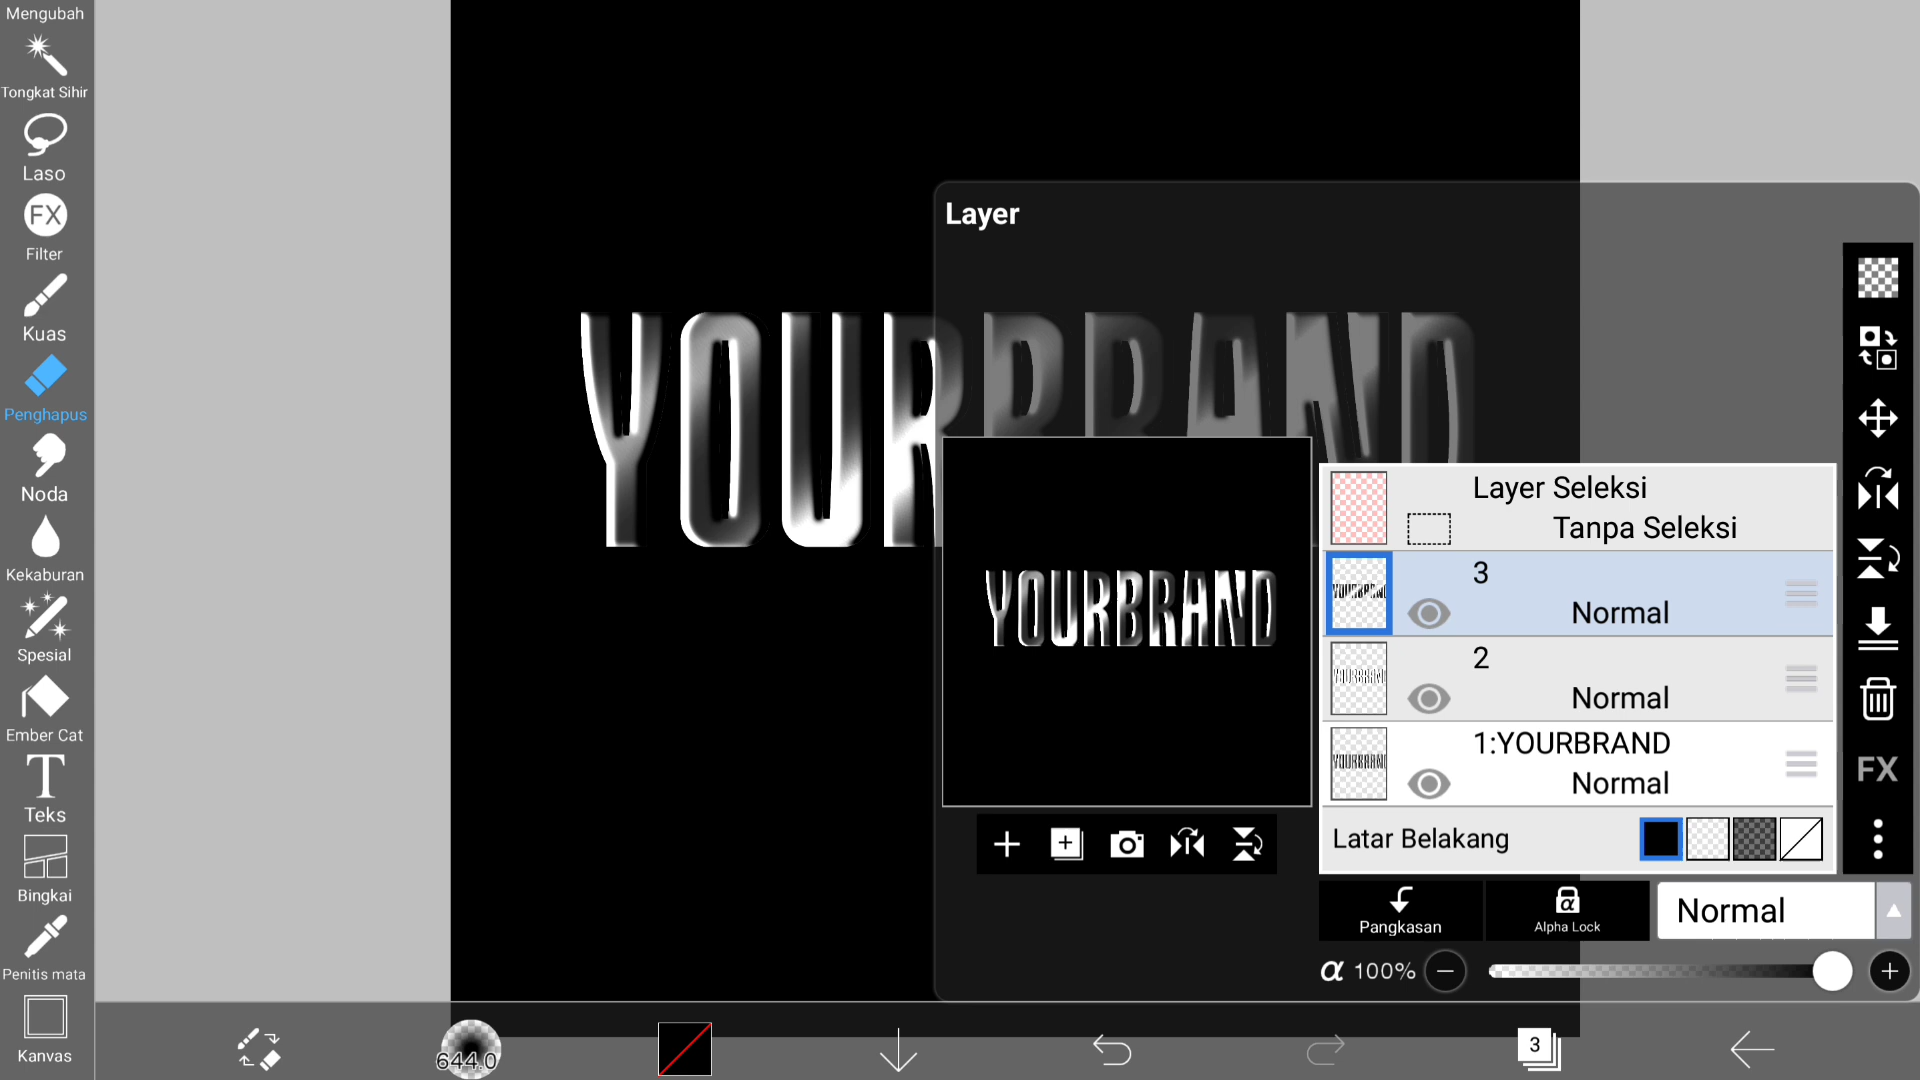 Mengubah
Tongkat Sihir
Laso
FX
Filter
Kuas
Penghapus
Noda
Kekaburan
Spesial
Ember Cat
T
Teks
Bingkai
Penitis mata
Kanvas
YOURBRAND
Layer
YOURBRAND
Layer Seleksi
Tanpa Seleksi
3
Normal
2
Normal
1:YOURBRAND
Normal
Latar Belakang
FX
Pangkasan
α
Alpha Lock
Normal
α 100%
644.0
3